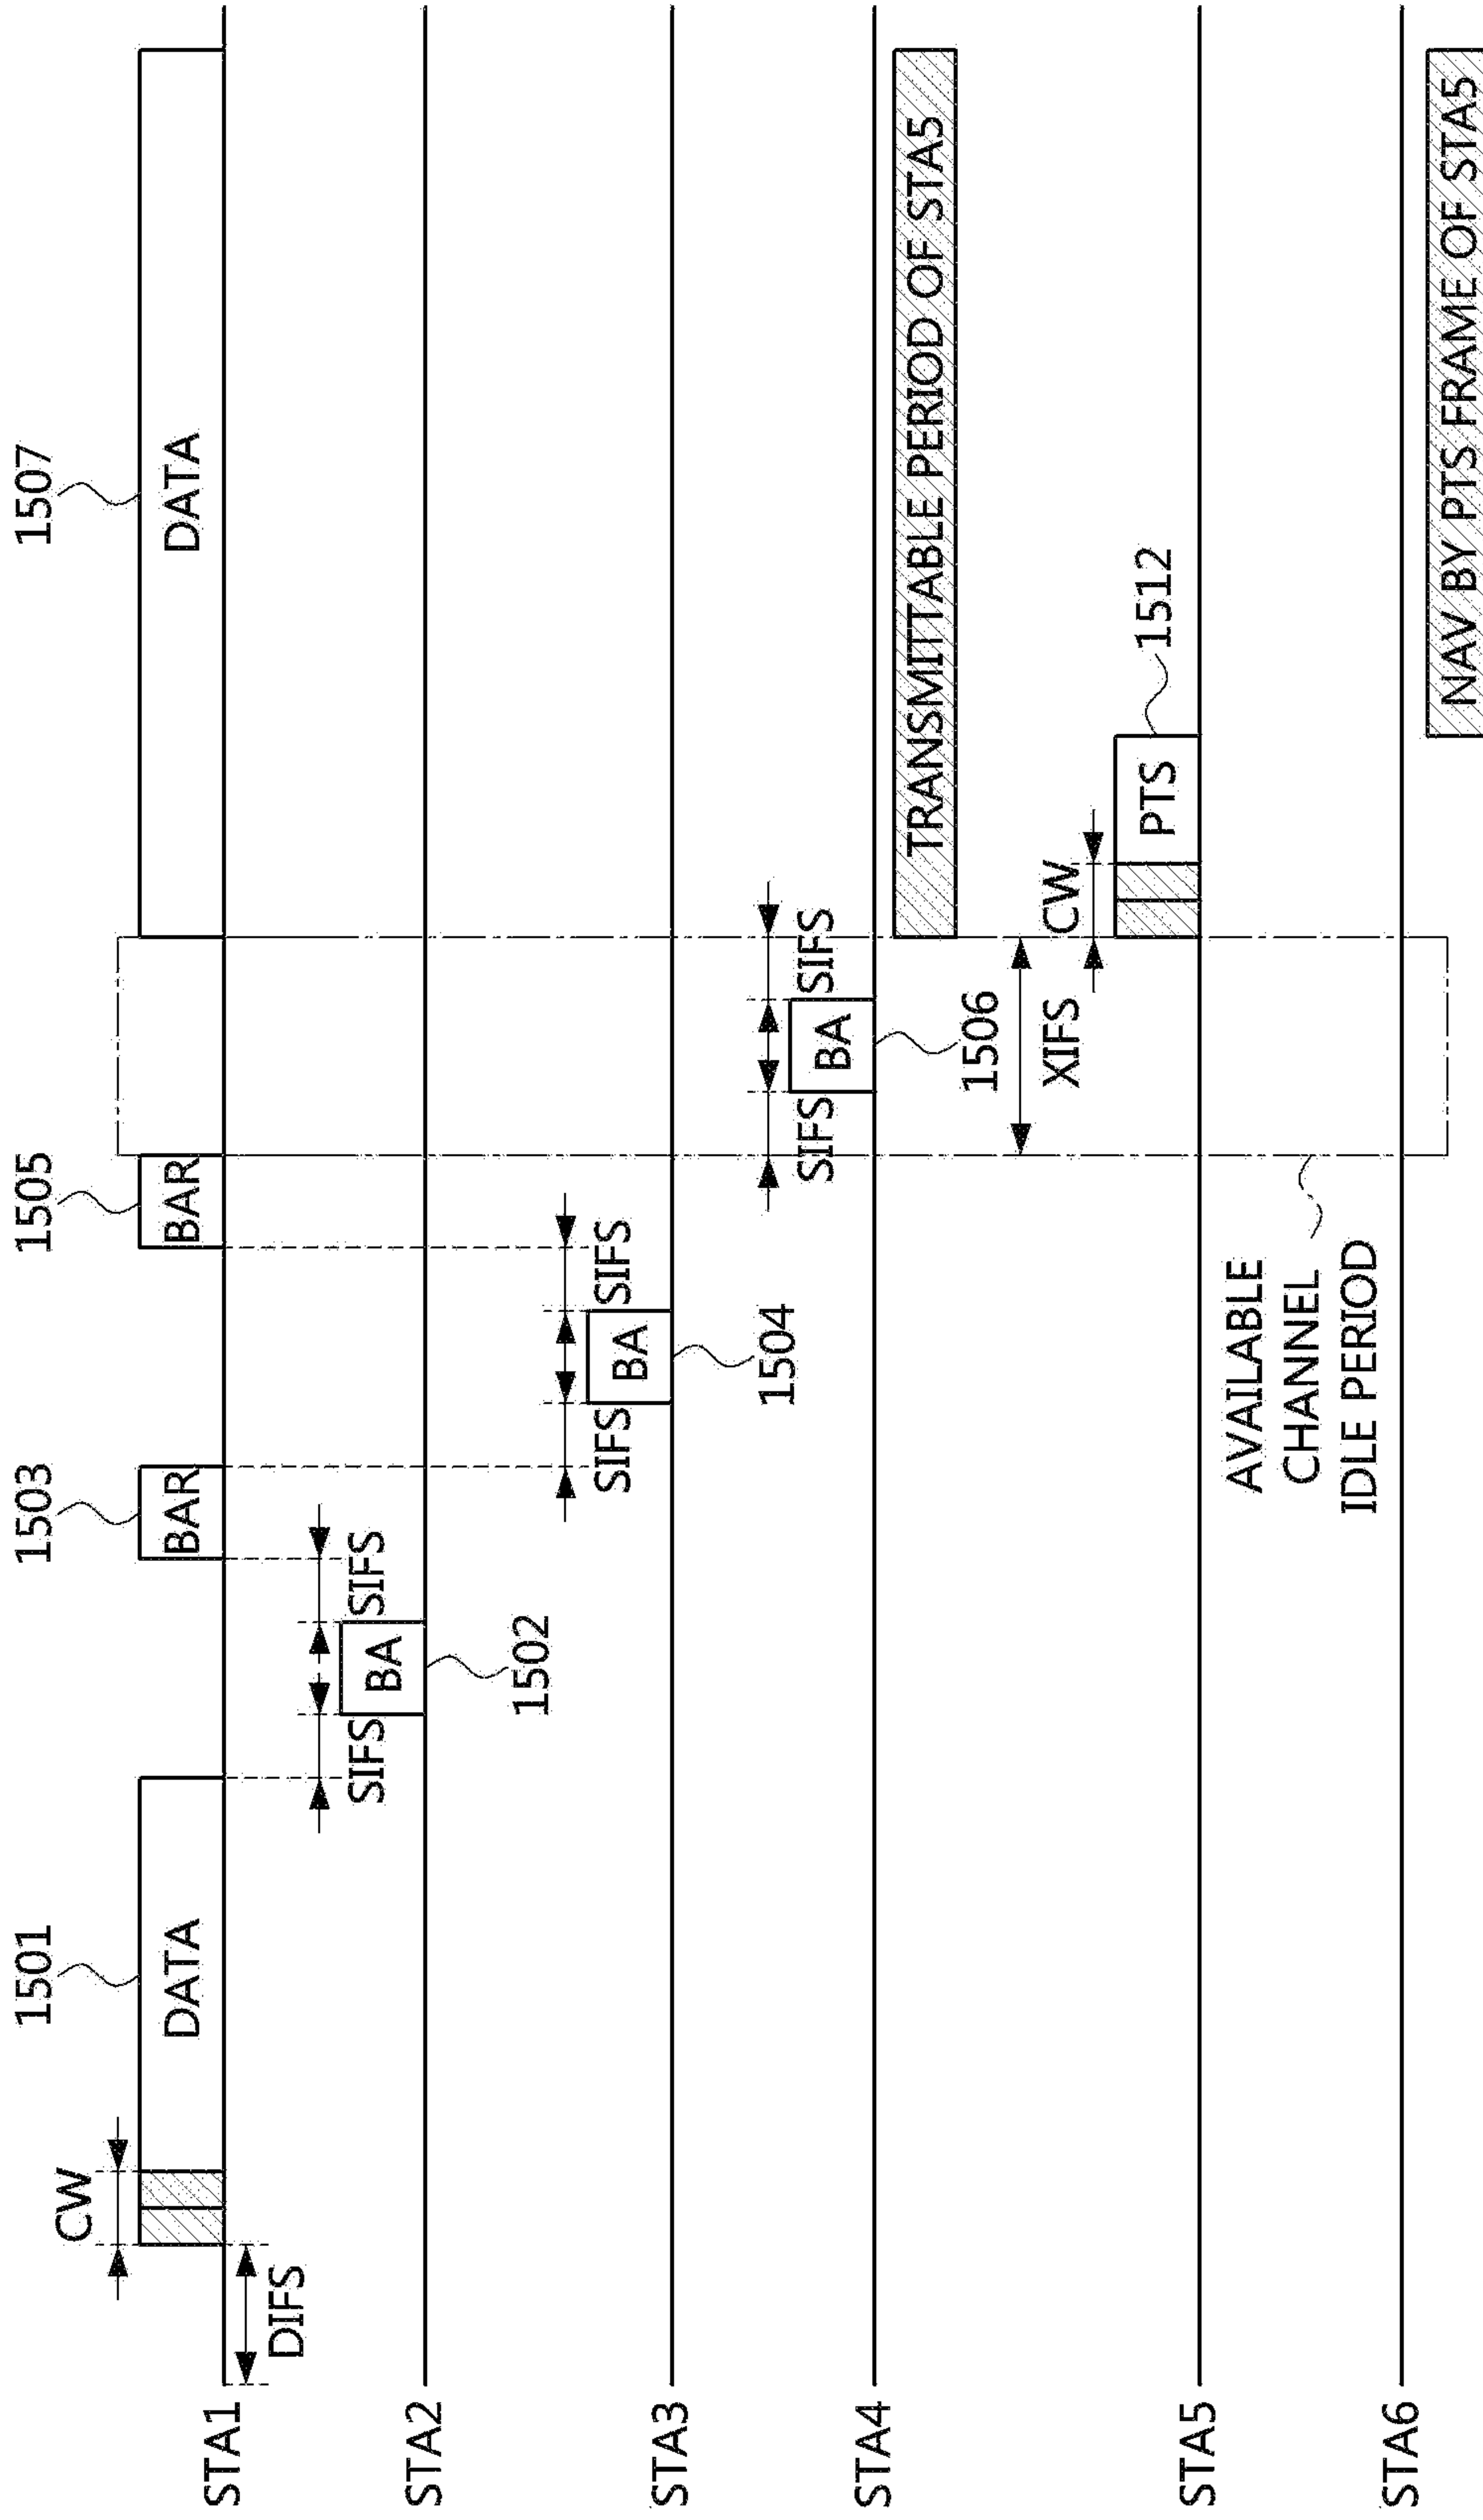 1501
1503
1505
1507
CW
DATA
BAR
BAR
DATA
STA1
DIFS
SIFS
BA
SIFS
STA2
1502
SIFS
BA
SIFS
STA3
1504
SIFS
BA
SIFS
STA4
TRANSMITTABLE PERIOD OF STA5
1506
XIFS
CW
PTS
1512
STA5
AVAILABLE
CHANNEL
IDLE PERIOD
STA6
NAV BY PTS FRAME OF STA5